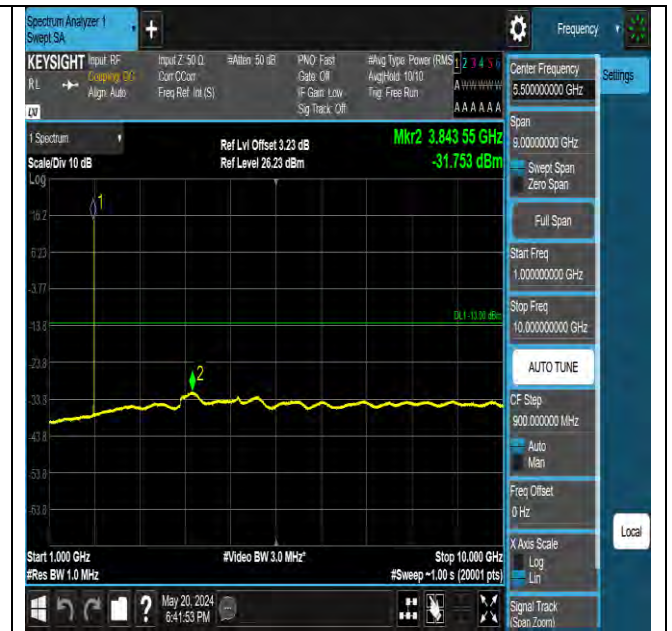 Spectrum Analyzer 1
Swept SA
Frequency
KEYSIGHT
RL
Input: RF
Coupling: DC
Align: Auto
Input Z: 50 Ω
Corr CCorr
Freq Ref: Int (S)
#Atten: 50 dB
PNO: Fast
Gate: Off
IF Gain: Low
Sig Track: Off
#Avg Type: Power (RMS
Avg|Hold: 10/10
Trig: Free Run
1 2 3 4 5 6
A W W W W W
A A A A A A
LXI
1 Spectrum
Scale/Div 10 dB
Log
Ref Lvl Offset 3.23 dB
Ref Level 26.23 dBm
Mkr2 3.843 55 GHz
-31.753 dBm
1
16.2
6.23
-3.77
DL1 -13.00 dBm
-13.8
-23.8
2
-33.8
-43.8
-53.8
-63.8
Start 1.000 GHz
#Res BW 1.0 MHz
#Video BW 3.0 MHz*
Stop 10.000 GHz
#Sweep ~1.00 s (20001 pts)
Center Frequency
5.500000000 GHz
Settings
Span
9.00000000 GHz
Swept Span
Zero Span
Full Span
Start Freq
1.000000000 GHz
Stop Freq
10.000000000 GHz
AUTO TUNE
CF Step
900.000000 MHz
Auto
Man
Freq Offset
0 Hz
Local
X Axis Scale
Log
Lin
Signal Track
(Span Zoom)
?
May 20, 2024
6:41:53 PM